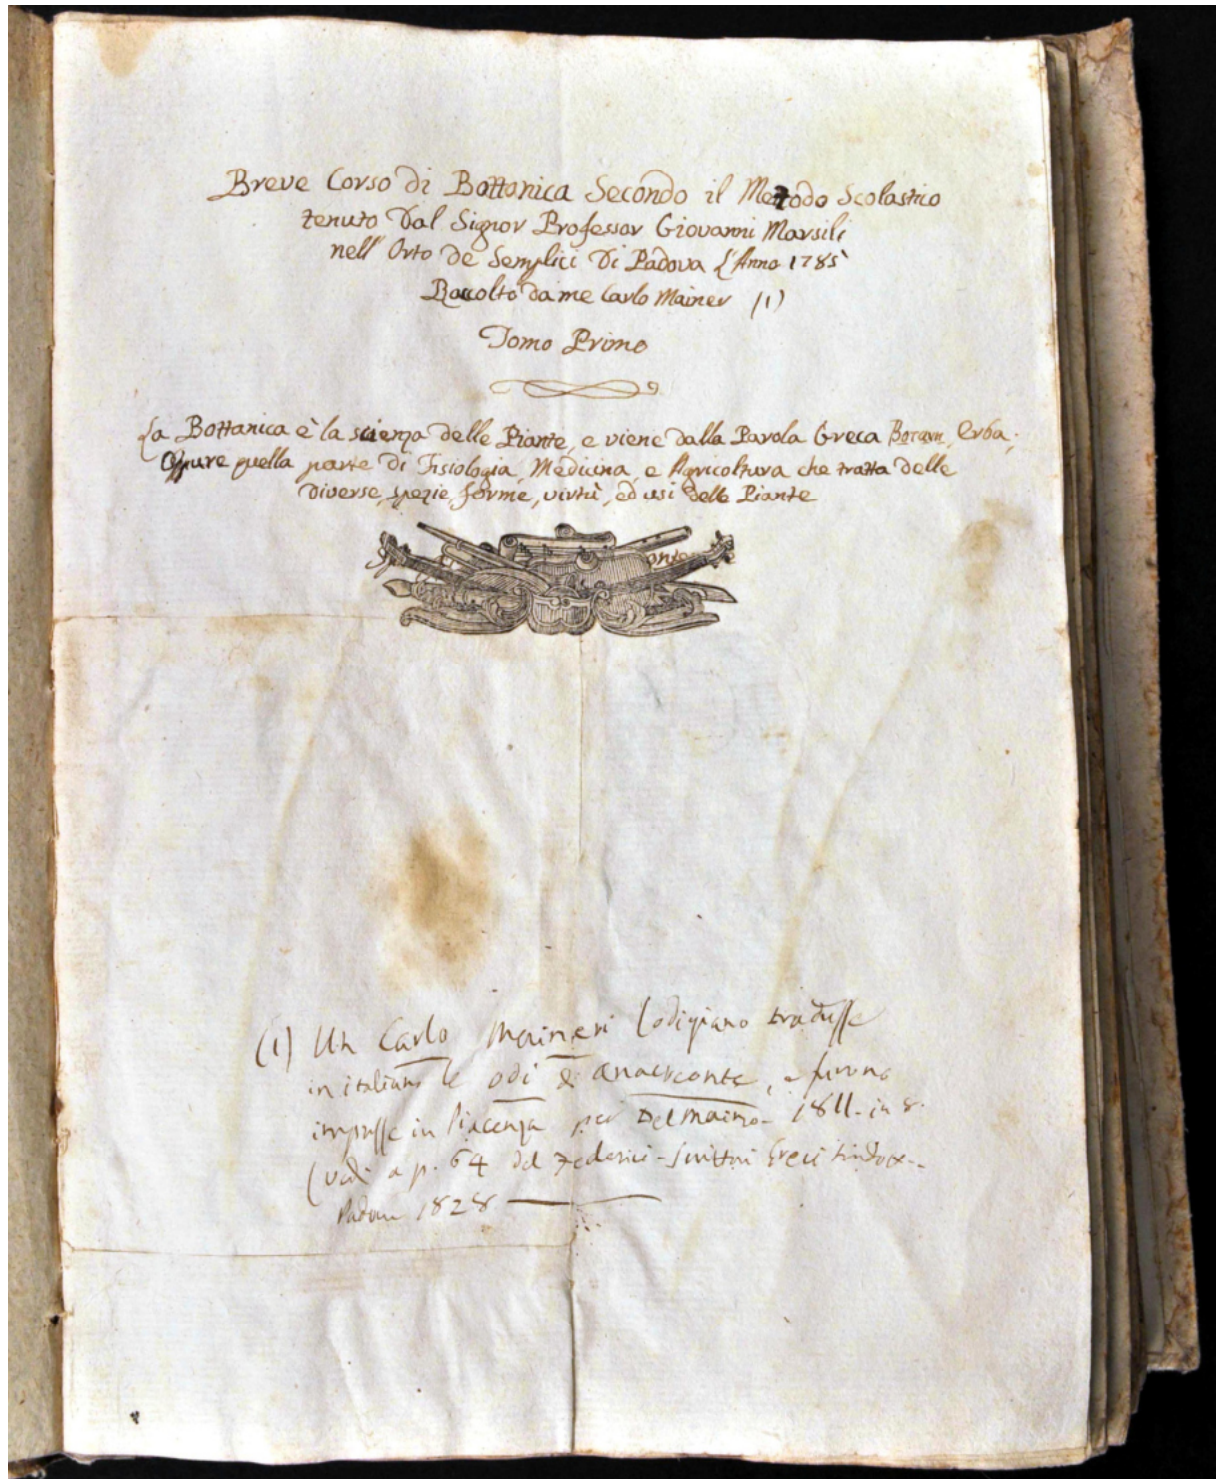 Breve Corso di Bottanica Secondo il Metodo Scolastico
tenuto Dal Signor Professor Giovanni Marsili
nell' Orto de Semplici Di Padova l'Anno 1785
Raccolto da me Carlo Mainer (1)
Tomo Primo
La Bottanica è la scienza delle Piante, e viene dalla Parola Greca Erba;
Oppure quella parte di Fisiologia, Medicina, e Agricoltura che tratta delle
diverse, spezie, forme, virtù, ed usi delle Piante
(1) Un Carlo Maineri Lodigiano tradusse
in italiano le odi di Anacreonte, e furono
impresse in Piacenza pel Del Maino - 1811 - in 8.
(vedi a p. 64 del Federici - Scrittori Greci
Padova 1828